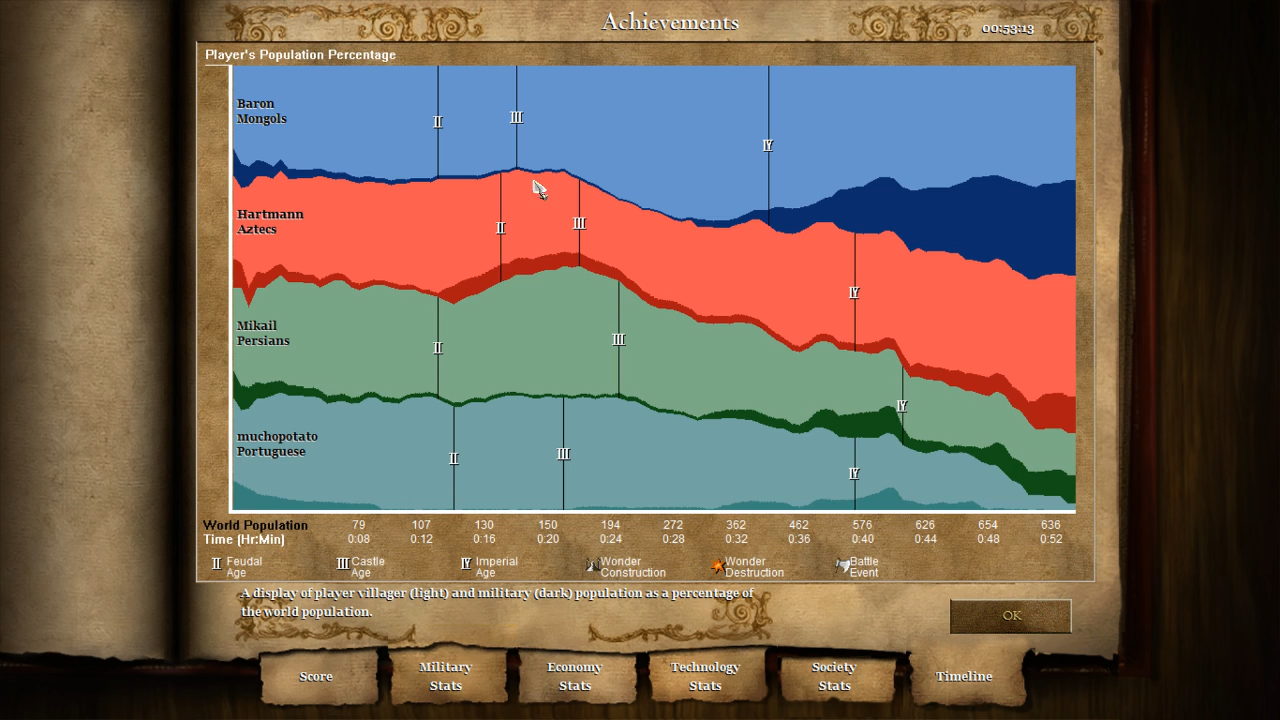 Achievements
00:53:13
Player's Population Percentage
Baron
Mongols
II
III
IV
Hartmann
Aztecs
II
III
IV
Mikail
Persians
II
III
IV
muchopotato
Portuguese
II
III
IV
World Population 79 107 130 150 194 272 362 462 576 626 654 636
Time (Hr:Min) 0:08 0:12 0:16 0:20 0:24 0:28 0:32 0:36 0:40 0:44 0:48 0:52
II Feudal Age
III Castle Age
IV Imperial Age
Wonder Construction
Wonder Destruction
Battle Event
A display of player villager (light) and military (dark) population as a percentage of
the world population.
OK
Score
Military Stats
Economy Stats
Technology Stats
Society Stats
Timeline